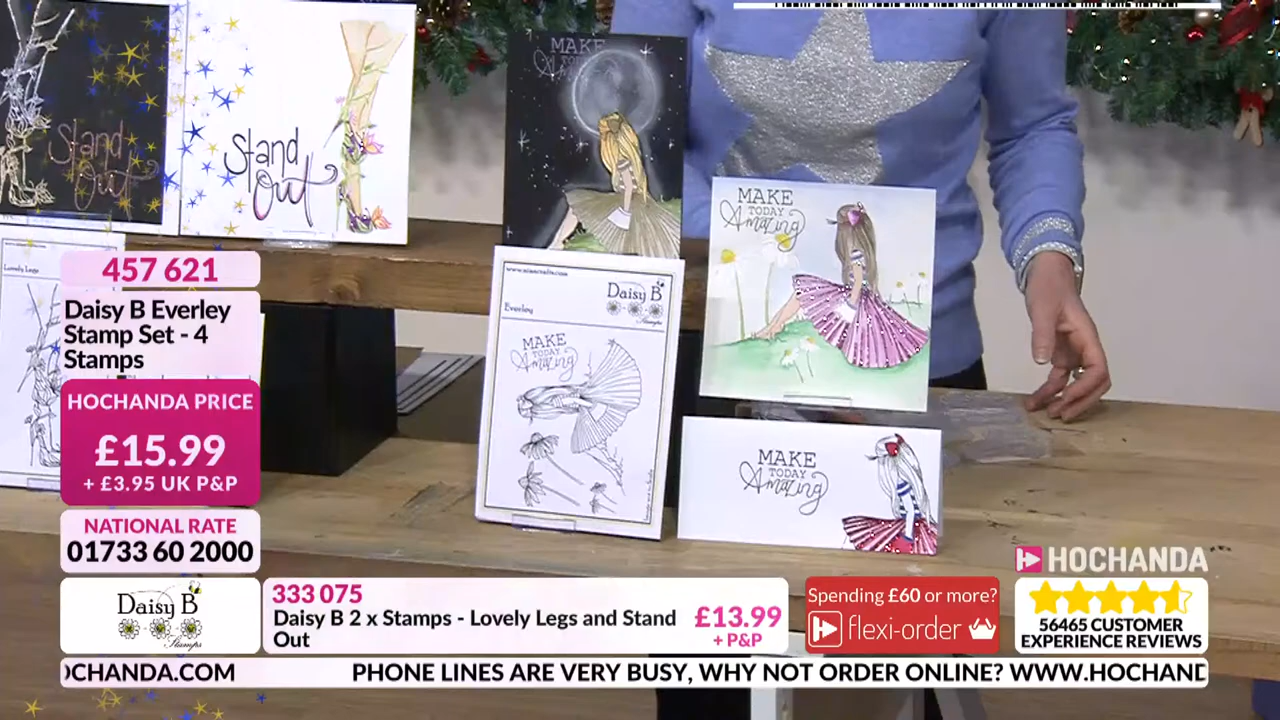 Stand
out
Stand
out
MAKE
TODAY
Amazing
MAKE
TODAY
Amazing
Lovely Legs
www.mimscrafts.com
Daisy B
Stamps
Everley
MAKE
TODAY
Amazing
MAKE
TODAY
Amazing
457 621
Daisy B Everley
Stamp Set - 4
Stamps
HOCHANDA PRICE
£15.99
+ £3.95 UK P&P
NATIONAL RATE
01733 60 2000
Daisy B
Stamps
333 075
Daisy B 2 x Stamps - Lovely Legs and Stand
Out
£13.99
+ P&P
Spending £60 or more?
flexi-order
HOCHANDA
56465 CUSTOMER
EXPERIENCE REVIEWS
OCHANDA.COM PHONE LINES ARE VERY BUSY, WHY NOT ORDER ONLINE? WWW.HOCHAND